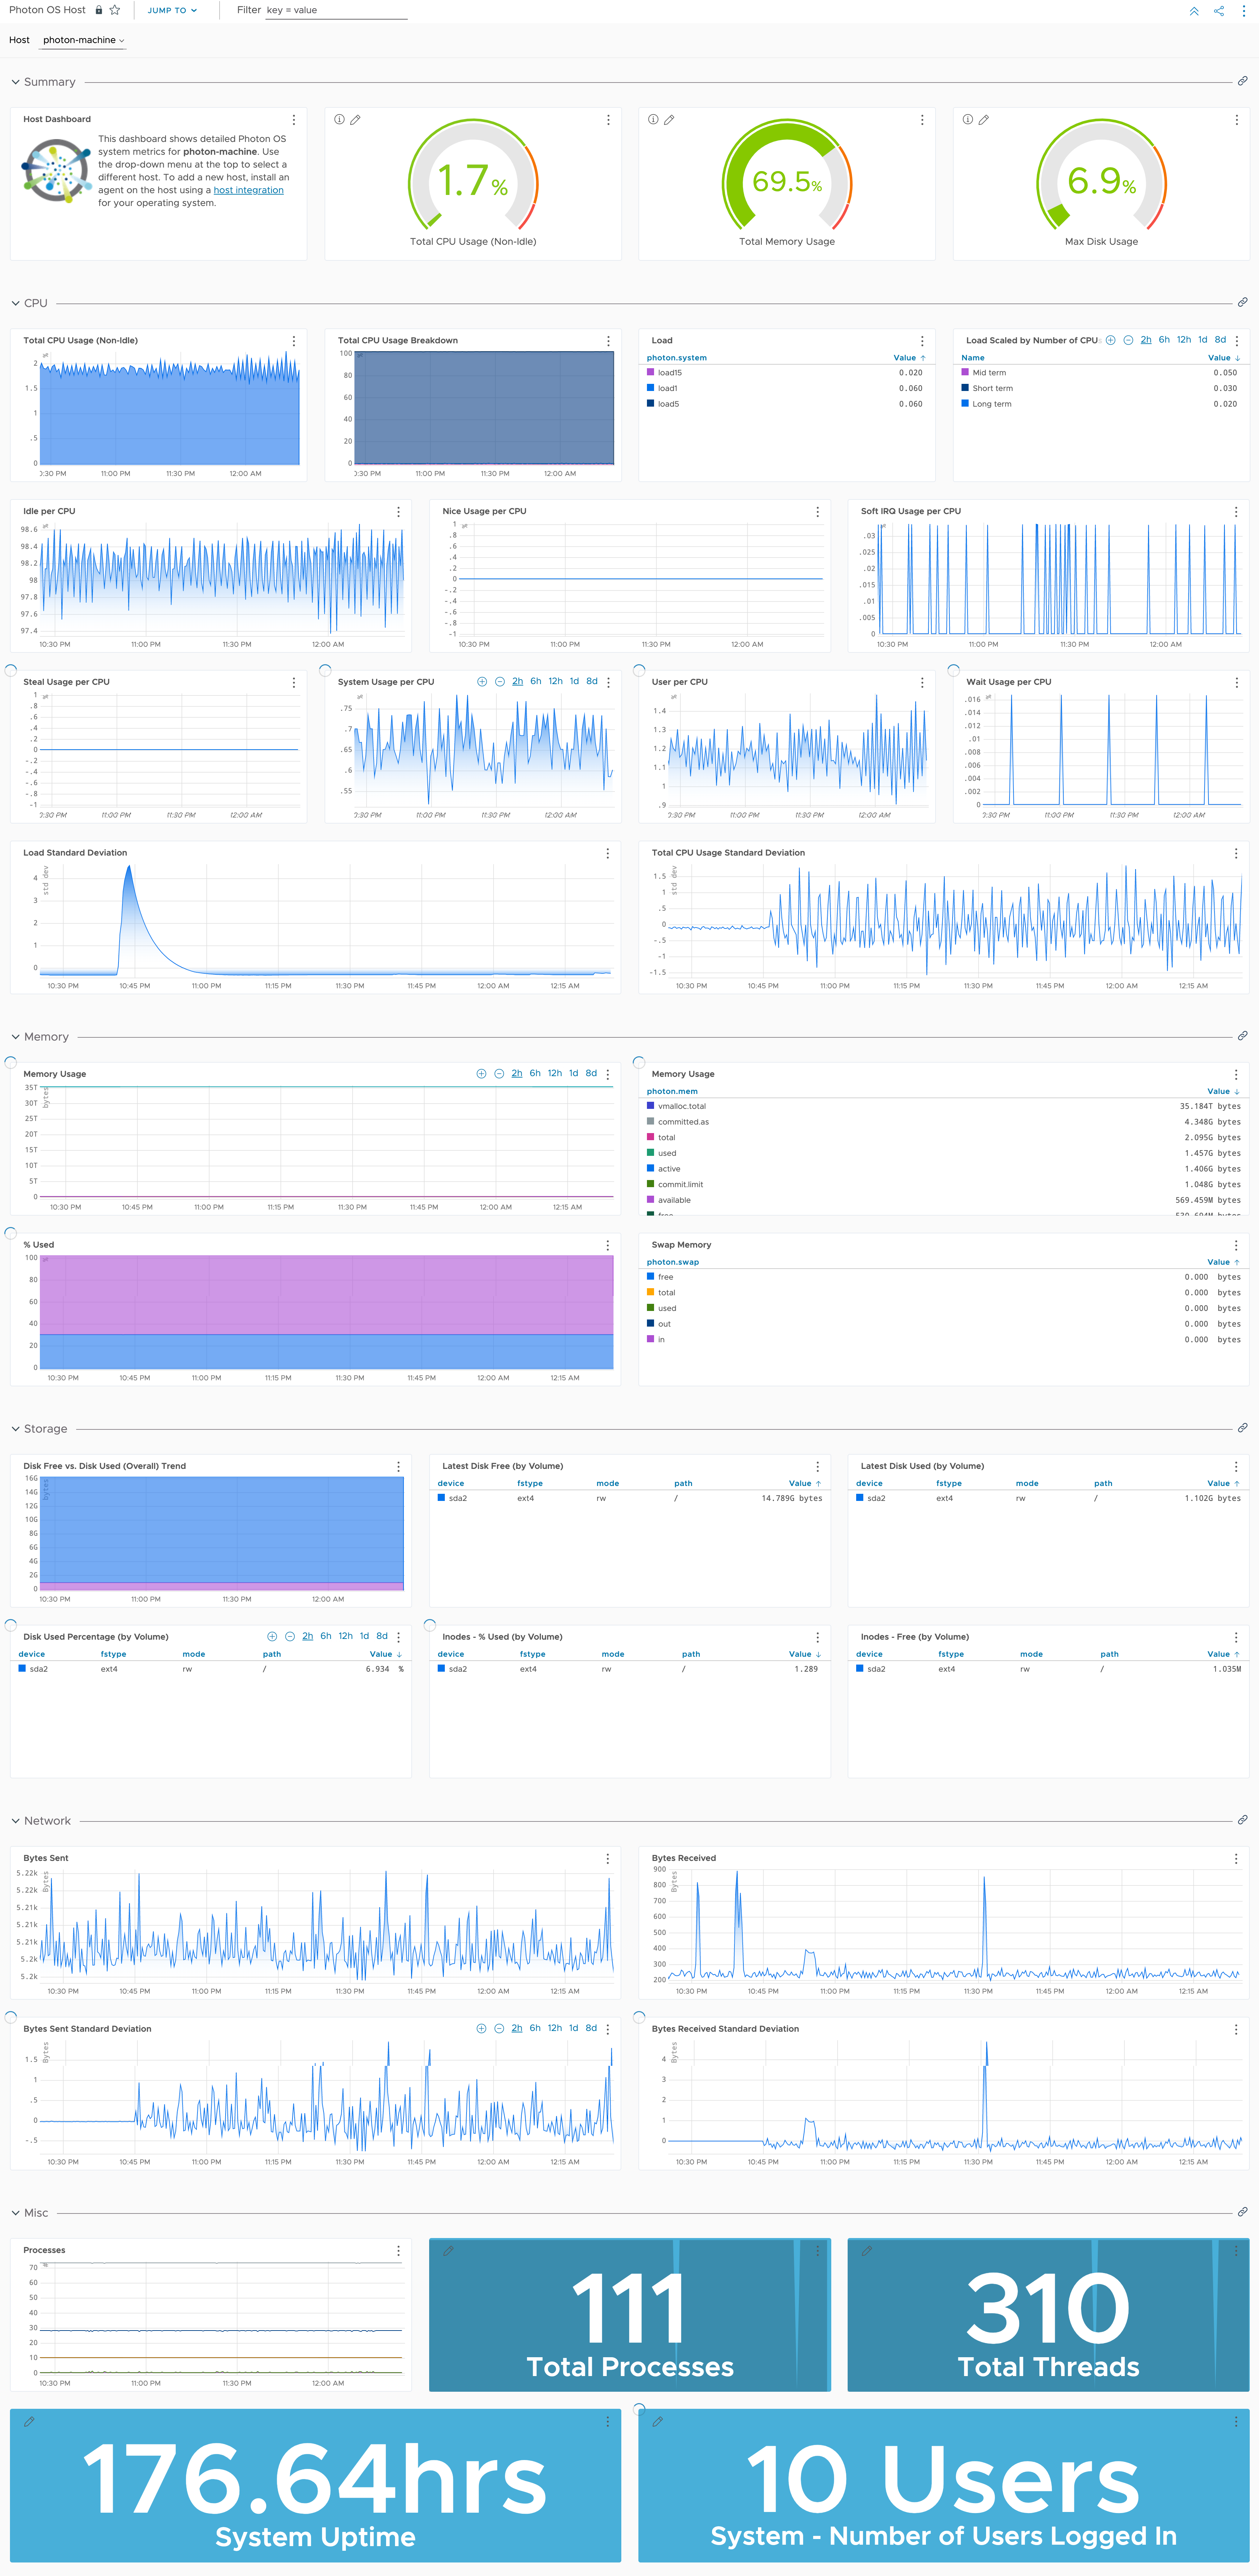 Photon OS Host
JUMP TO
Filter key = value
Host photon-machine
Summary
Host Dashboard
This dashboard shows detailed Photon OS
system metrics for photon-machine. Use
the drop-down menu at the top to select a
different host. To add a new host, install an
agent on the host using a host integration
for your operating system.
1.7%
Total CPU Usage (Non-Idle)
69.5%
Total Memory Usage
6.9%
Max Disk Usage
CPU
Total CPU Usage (Non-Idle)
%
2
1.5
1
.5
0
0:30 PM 11:00 PM 11:30 PM 12:00 AM
Total CPU Usage Breakdown
%
100
80
60
40
20
0
0:30 PM 11:00 PM 11:30 PM 12:00 AM
Load
photon.system Value
load15 0.020
load1 0.060
load5 0.060
Load Scaled by Number of CPU 2h 6h 12h 1d 8d
Name Value
Mid term 0.050
Short term 0.030
Long term 0.020
Idle per CPU
%
98.6
98.4
98.2
98
97.8
97.6
97.4
10:30 PM 11:00 PM 11:30 PM 12:00 AM
Nice Usage per CPU
%
1
.8
.6
.4
.2
0
-.2
-.4
-.6
-.8
-1
10:30 PM 11:00 PM 11:30 PM 12:00 AM
Soft IRQ Usage per CPU
%
.03
.025
.02
.015
.01
.005
0
10:30 PM 11:00 PM 11:30 PM 12:00 AM
Steal Usage per CPU
%
1
.8
.6
.4
.2
0
-.2
-.4
-.6
-.8
-1
0:30 PM 11:00 PM 11:30 PM 12:00 AM
System Usage per CPU 2h 6h 12h 1d 8d
%
.75
.7
.65
.6
.55
0:30 PM 11:00 PM 11:30 PM 12:00 AM
User per CPU
%
1.4
1.3
1.2
1.1
1
.9
0:30 PM 11:00 PM 11:30 PM 12:00 AM
Wait Usage per CPU
%
.016
.014
.012
.01
.008
.006
.004
.002
0
0:30 PM 11:00 PM 11:30 PM 12:00 AM
Load Standard Deviation
std dev
4
3
2
1
0
10:30 PM 10:45 PM 11:00 PM 11:15 PM 11:30 PM 11:45 PM 12:00 AM 12:15 AM
Total CPU Usage Standard Deviation
std dev
1.5
1
.5
0
-.5
-1
-1.5
10:30 PM 10:45 PM 11:00 PM 11:15 PM 11:30 PM 11:45 PM 12:00 AM 12:15 AM
Memory
Memory Usage 2h 6h 12h 1d 8d
bytes
35T
30T
25T
20T
15T
10T
5T
0
10:30 PM 10:45 PM 11:00 PM 11:15 PM 11:30 PM 11:45 PM 12:00 AM 12:15 AM
Memory Usage
photon.mem Value
vmalloc.total 35.184T bytes
committed.as 4.348G bytes
total 2.095G bytes
used 1.457G bytes
active 1.406G bytes
commit.limit 1.048G bytes
available 569.459M bytes
% Used
%
100
80
60
40
20
0
10:30 PM 10:45 PM 11:00 PM 11:15 PM 11:30 PM 11:45 PM 12:00 AM 12:15 AM
Swap Memory
photon.swap Value
free 0.000 bytes
total 0.000 bytes
used 0.000 bytes
out 0.000 bytes
in 0.000 bytes
Storage
Disk Free vs. Disk Used (Overall) Trend
bytes
16G
14G
12G
10G
8G
6G
4G
2G
0
10:30 PM 11:00 PM 11:30 PM 12:00 AM
Latest Disk Free (by Volume)
device fstype mode path Value
sda2 ext4 rw / 14.789G bytes
Latest Disk Used (by Volume)
device fstype mode path Value
sda2 ext4 rw / 1.102G bytes
Disk Used Percentage (by Volume) 2h 6h 12h 1d 8d
device fstype mode path Value
sda2 ext4 rw / 6.934 %
Inodes - % Used (by Volume)
device fstype mode path Value
sda2 ext4 rw / 1.289
Inodes - Free (by Volume)
device fstype mode path Value
sda2 ext4 rw / 1.035M
Network
Bytes Sent
Bytes
5.22k
5.22k
5.21k
5.21k
5.21k
5.2k
5.2k
10:30 PM 10:45 PM 11:00 PM 11:15 PM 11:30 PM 11:45 PM 12:00 AM 12:15 AM
Bytes Received
Bytes
900
800
700
600
500
400
300
200
10:30 PM 10:45 PM 11:00 PM 11:15 PM 11:30 PM 11:45 PM 12:00 AM 12:15 AM
Bytes Sent Standard Deviation 2h 6h 12h 1d 8d
Bytes
1.5
1
.5
0
-.5
10:30 PM 10:45 PM 11:00 PM 11:15 PM 11:30 PM 11:45 PM 12:00 AM 12:15 AM
Bytes Received Standard Deviation
Bytes
4
3
2
1
0
10:30 PM 10:45 PM 11:00 PM 11:15 PM 11:30 PM 11:45 PM 12:00 AM 12:15 AM
Misc
Processes
70
60
50
40
30
20
10
0
10:30 PM 11:00 PM 11:30 PM 12:00 AM
111
Total Processes
310
Total Threads
176.64hrs
System Uptime
10 Users
System - Number of Users Logged In